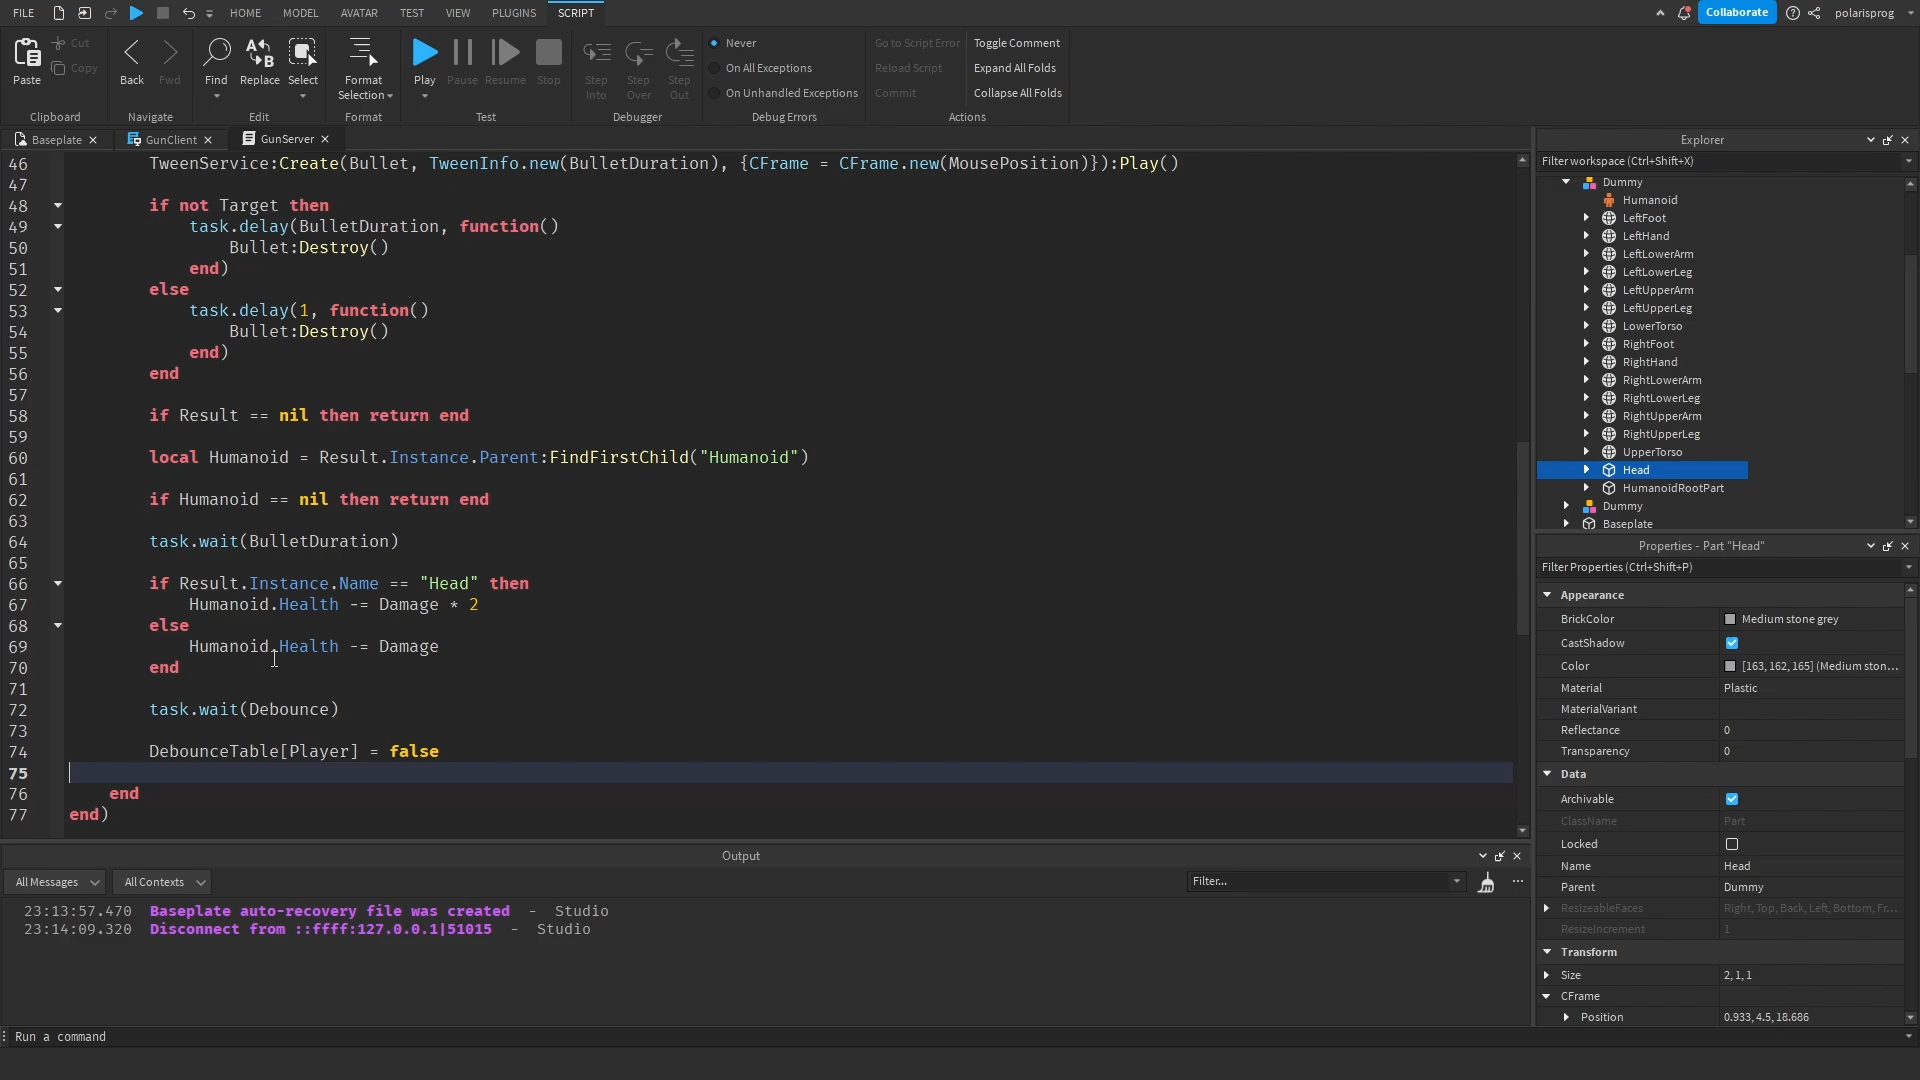 FILE HOME MODEL AVATAR TEST VIEW PLUGINS SCRIPT Collaborate polarisprog
Paste Cut Copy Back Fwd Find Replace Select Format Selection Play Pause Resume Stop Step Into Step Over Step Out
Never
On All Exceptions
On Unhandled Exceptions
Go to Script Error
Reload Script
Commit
Toggle Comment
Expand All Folds
Collapse All Folds
Clipboard Navigate Edit Format Test Debugger Debug Errors Actions
Baseplate GunClient GunServer
46 TweenService:Create(Bullet, TweenInfo.new(BulletDuration), {CFrame = CFrame.new(MousePosition)}):Play()
47
48 if not Target then
49 task.delay(BulletDuration, function()
50 Bullet:Destroy()
51 end)
52 else
53 task.delay(1, function()
54 Bullet:Destroy()
55 end)
56 end
57
58 if Result == nil then return end
59
60 local Humanoid = Result.Instance.Parent:FindFirstChild("Humanoid")
61
62 if Humanoid == nil then return end
63
64 task.wait(BulletDuration)
65
66 if Result.Instance.Name == "Head" then
67 Humanoid.Health -= Damage * 2
68 else
69 Humanoid.Health -= Damage
70 end
71
72 task.wait(Debounce)
73
74 DebounceTable[Player] = false
75
76 end
77 end)
Explorer
Filter workspace (Ctrl+Shift+X)
Dummy
Humanoid
LeftFoot
LeftHand
LeftLowerArm
LeftLowerLeg
LeftUpperArm
LeftUpperLeg
LowerTorso
RightFoot
RightHand
RightLowerArm
RightLowerLeg
RightUpperArm
RightUpperLeg
UpperTorso
Head
HumanoidRootPart
Dummy
Baseplate
Properties - Part "Head"
Filter Properties (Ctrl+Shift+P)
Appearance
BrickColor Medium stone grey
CastShadow
Color [163, 162, 165] (Medium ston...
Material Plastic
MaterialVariant
Reflectance 0
Transparency 0
Data
Archivable
ClassName Part
Locked
Name Head
Parent Dummy
ResizeableFaces Right, Top, Back, Left, Bottom, Fr...
ResizeIncrement 1
Transform
Size 2, 1, 1
CFrame
Position 0.933, 4.5, 18.686
Output
All Messages All Contexts Filter... ...
23:13:57.470 Baseplate auto-recovery file was created - Studio
23:14:09.320 Disconnect from ::ffff:127.0.0.1|51015 - Studio
Run a command